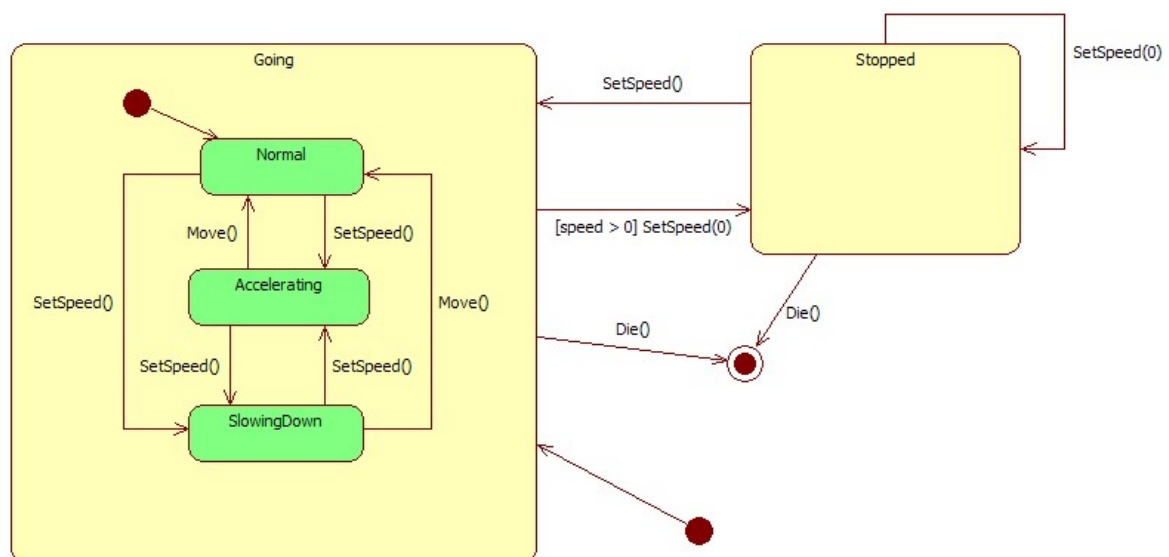 Going
Stopped
SetSpeed(0)
SetSpeed()
Normal
Move()
SetSpeed()
[speed > 0] SetSpeed(0)
Accelerating
SetSpeed()
Move()
Die()
Die()
SetSpeed()
SetSpeed()
SlowingDown